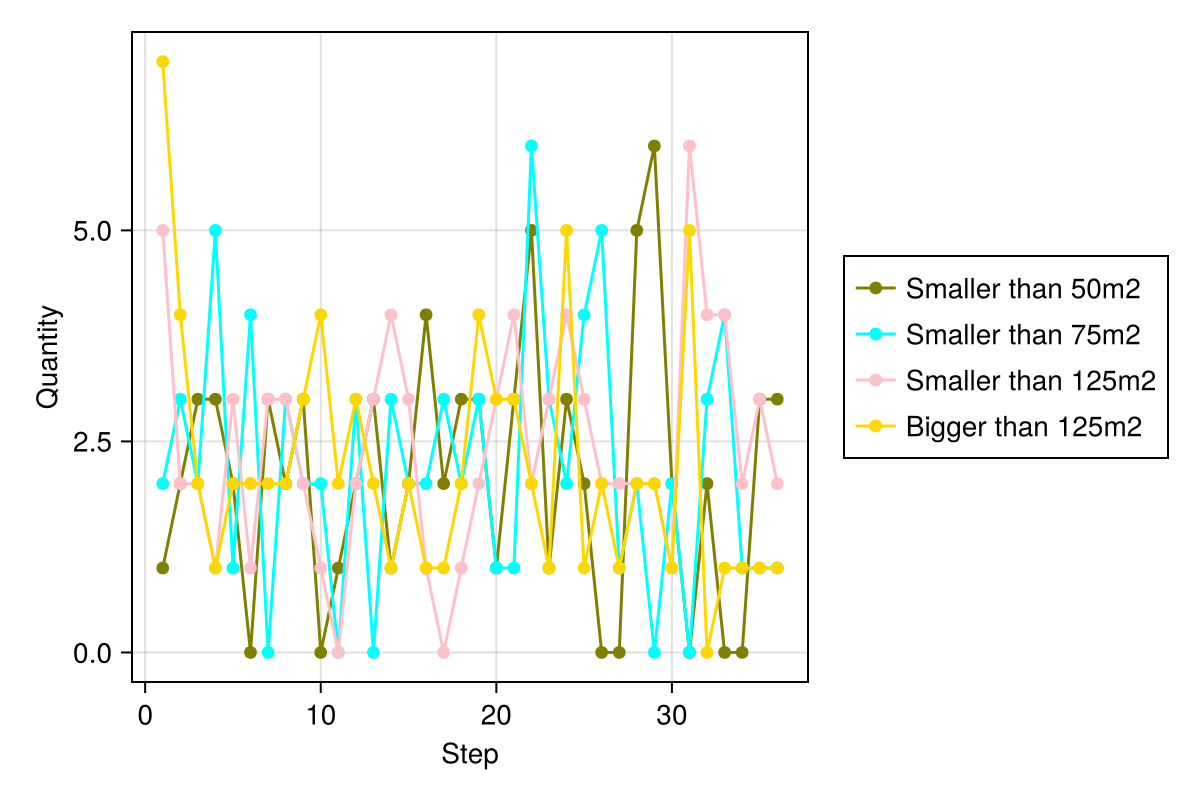 5.0
2.5
0.0
Quantity
0
10
20
30
Step
Smaller than 50m2
Smaller than 75m2
Smaller than 125m2
Bigger than 125m2